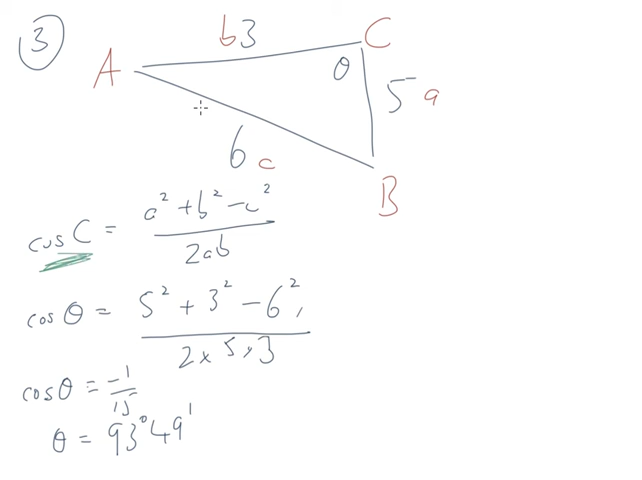 3
b3
C
A
θ
5 a
6 c
B
cos C = a² + b² - c² / 2ab
cos θ = 5² + 3² - 6² / 2 × 5 × 3
cos θ = -1 / 15
θ = 93° 49'